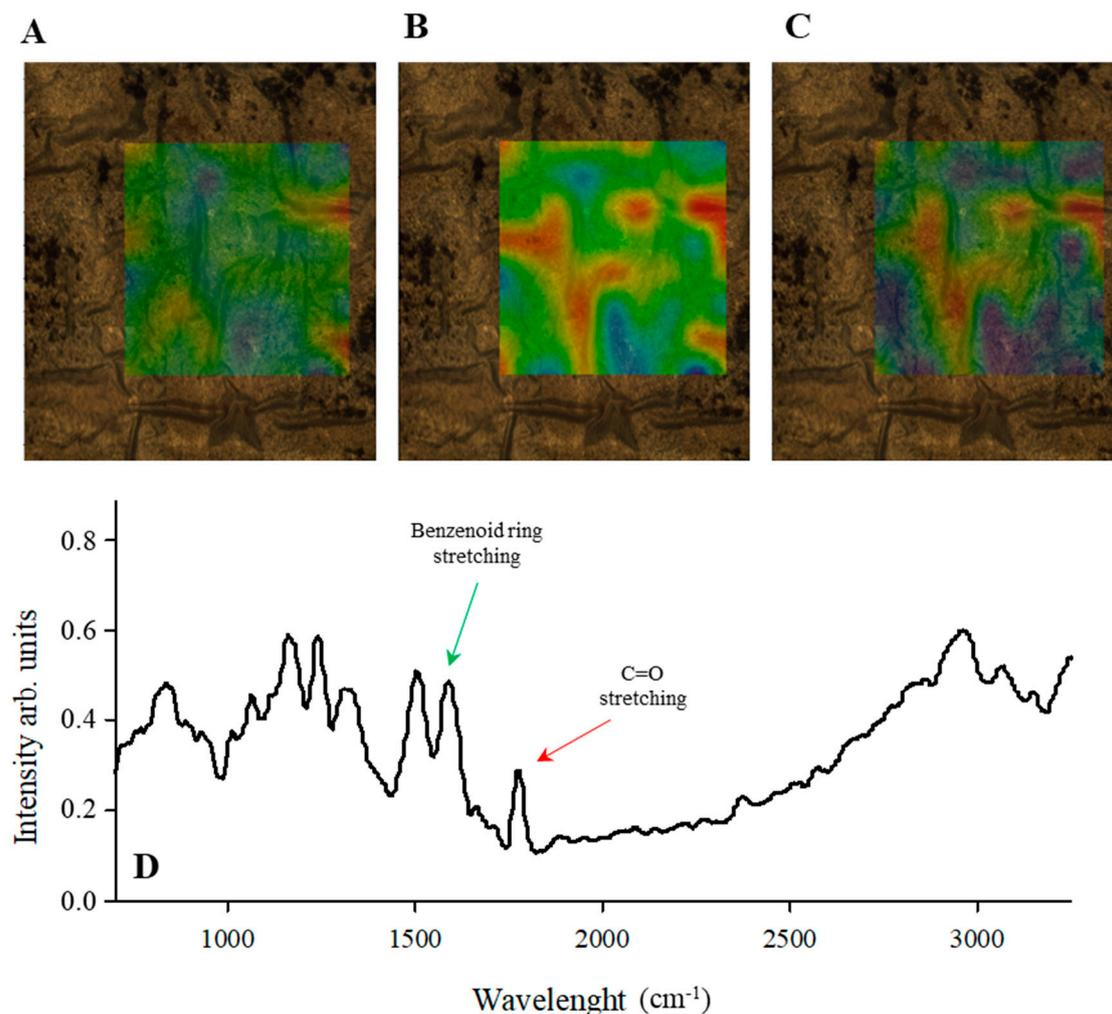 A
B
C
Benzenoid ring
stretching
C=O
stretching
Intensity arb. units
0.8
0.6
0.4
0.2
0.0
D
1000
1500
2000
2500
3000
Wavelenght (cm-1)